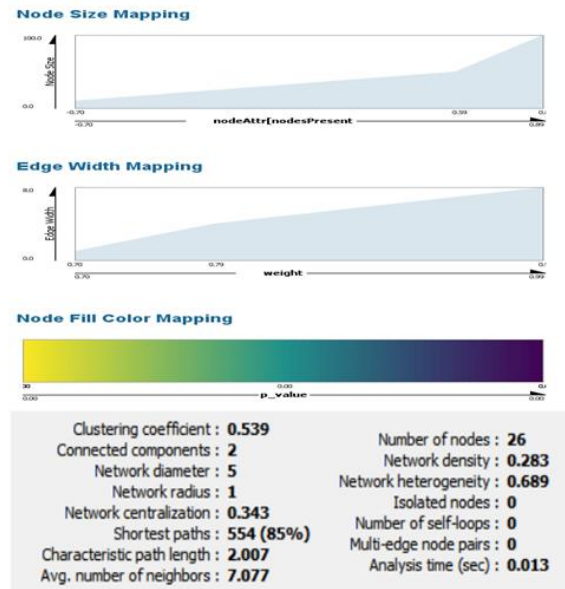 Node Size Mapping
100.0
Node Size
0.0
-0.70
0.59
-0.70
nodeAttr[nodesPresent
0.89
Edge Width Mapping
8.0
Edge Width
0.0
0.70
0.79
0.70
weight
0.99
Node Fill Color Mapping
0.00
0.00
p_value
0.00
Clustering coefficient : 0.539
Connected components : 2
Network diameter : 5
Network radius : 1
Network centralization : 0.343
Shortest paths : 554 (85%)
Characteristic path length : 2.007
Avg. number of neighbors : 7.077
Number of nodes : 26
Network density : 0.283
Network heterogeneity : 0.689
Isolated nodes : 0
Number of self-loops : 0
Multi-edge node pairs : 0
Analysis time (sec) : 0.013